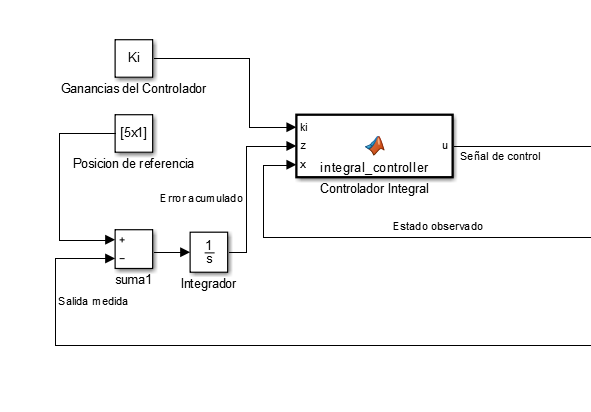 Ki
Ganancias del Controlador
[5x1]
Posicion de referencia
ki
z
x
u
integral_controller
Controlador Integral
Señal de control
Error acumulado
Estado observado
+
−
suma1
1
s
Integrador
Salida medida